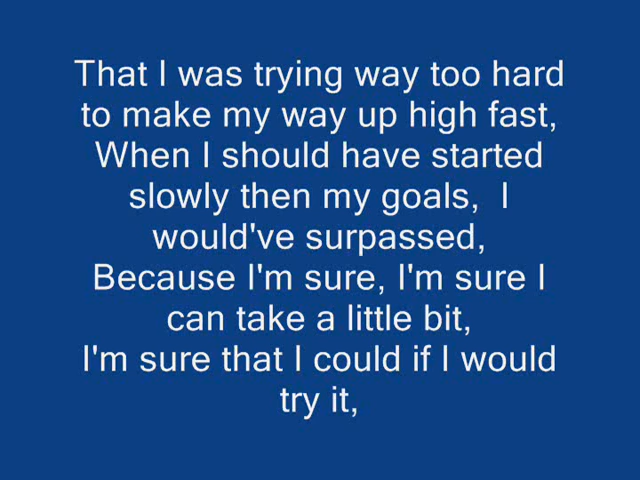 That I was trying way too hard
to make my way up high fast,
When I should have started
slowly then my goals,  I
would've surpassed,
Because I'm sure, I'm sure I
can take a little bit,
I'm sure that I could if I would
try it,